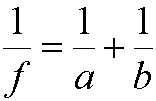 1/f = 1/a + 1/b